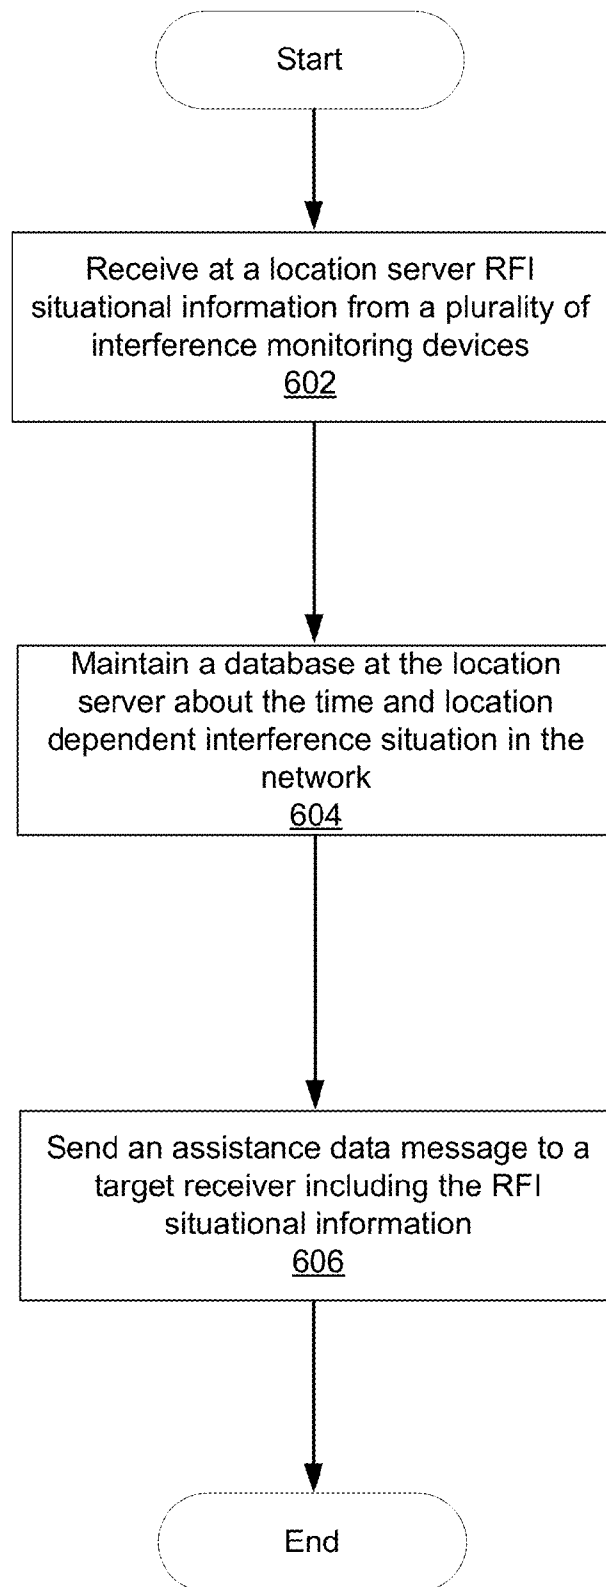 Start
Receive at a location server RFI
situational information from a plurality of
interference monitoring devices
602
Maintain a database at the location
server about the time and location
dependent interference situation in the
network
604
Send an assistance data message to a
target receiver including the RFI
situational information
606
End